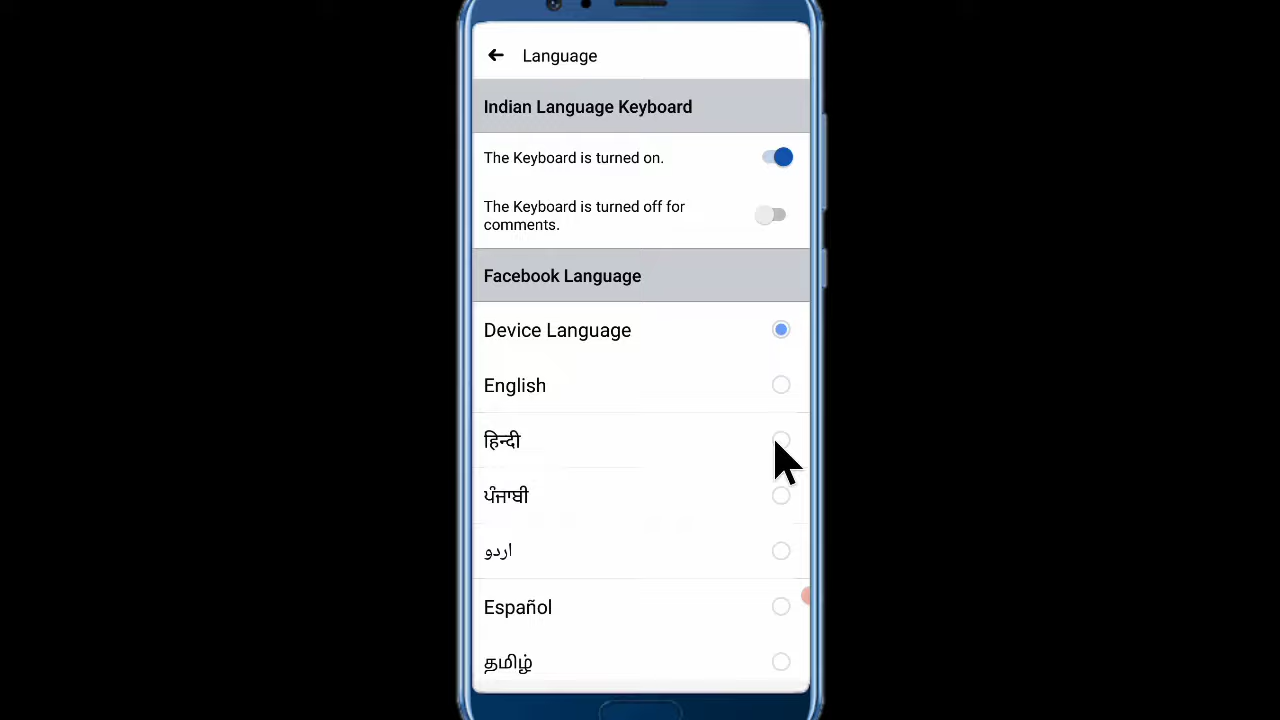 Language
Indian Language Keyboard
The Keyboard is turned on.
The Keyboard is turned off for
comments.
Facebook Language
Device Language
English
हिन्दी
ਪੰਜਾਬੀ
اردو
Español
தமிழ்